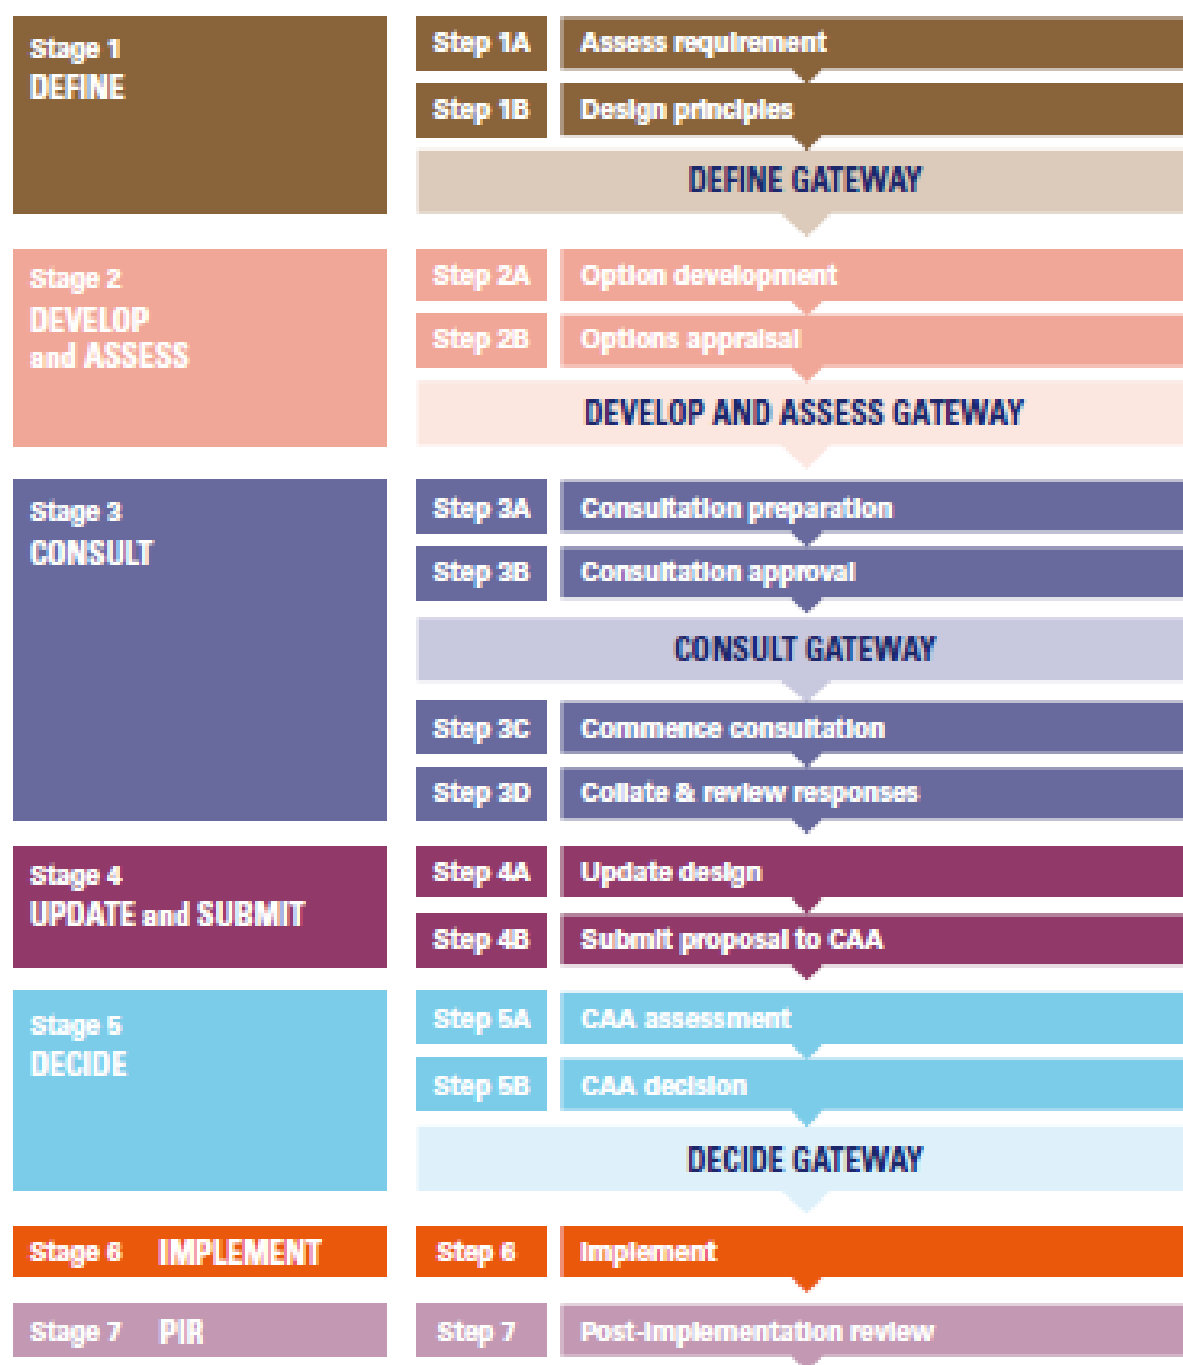 Stage 1
DEFINE
Step 1A Assess requirement
Step 1B Design principles
DEFINE GATEWAY
Stage 2
DEVELOP
and ASSESS
Step 2A Option development
Step 2B Options appraisal
DEVELOP AND ASSESS GATEWAY
Stage 3
CONSULT
Step 3A Consultation preparation
Step 3B Consultation approval
CONSULT GATEWAY
Step 3C Commence consultation
Step 3D Collate & review responses
Stage 4
UPDATE and SUBMIT
Step 4A Update design
Step 4B Submit proposal to CAA
Stage 5
DECIDE
Step 5A CAA assessment
Step 5B CAA decision
DECIDE GATEWAY
Stage 6 IMPLEMENT
Step 6 Implement
Stage 7 PIR
Step 7 Post-implementation review